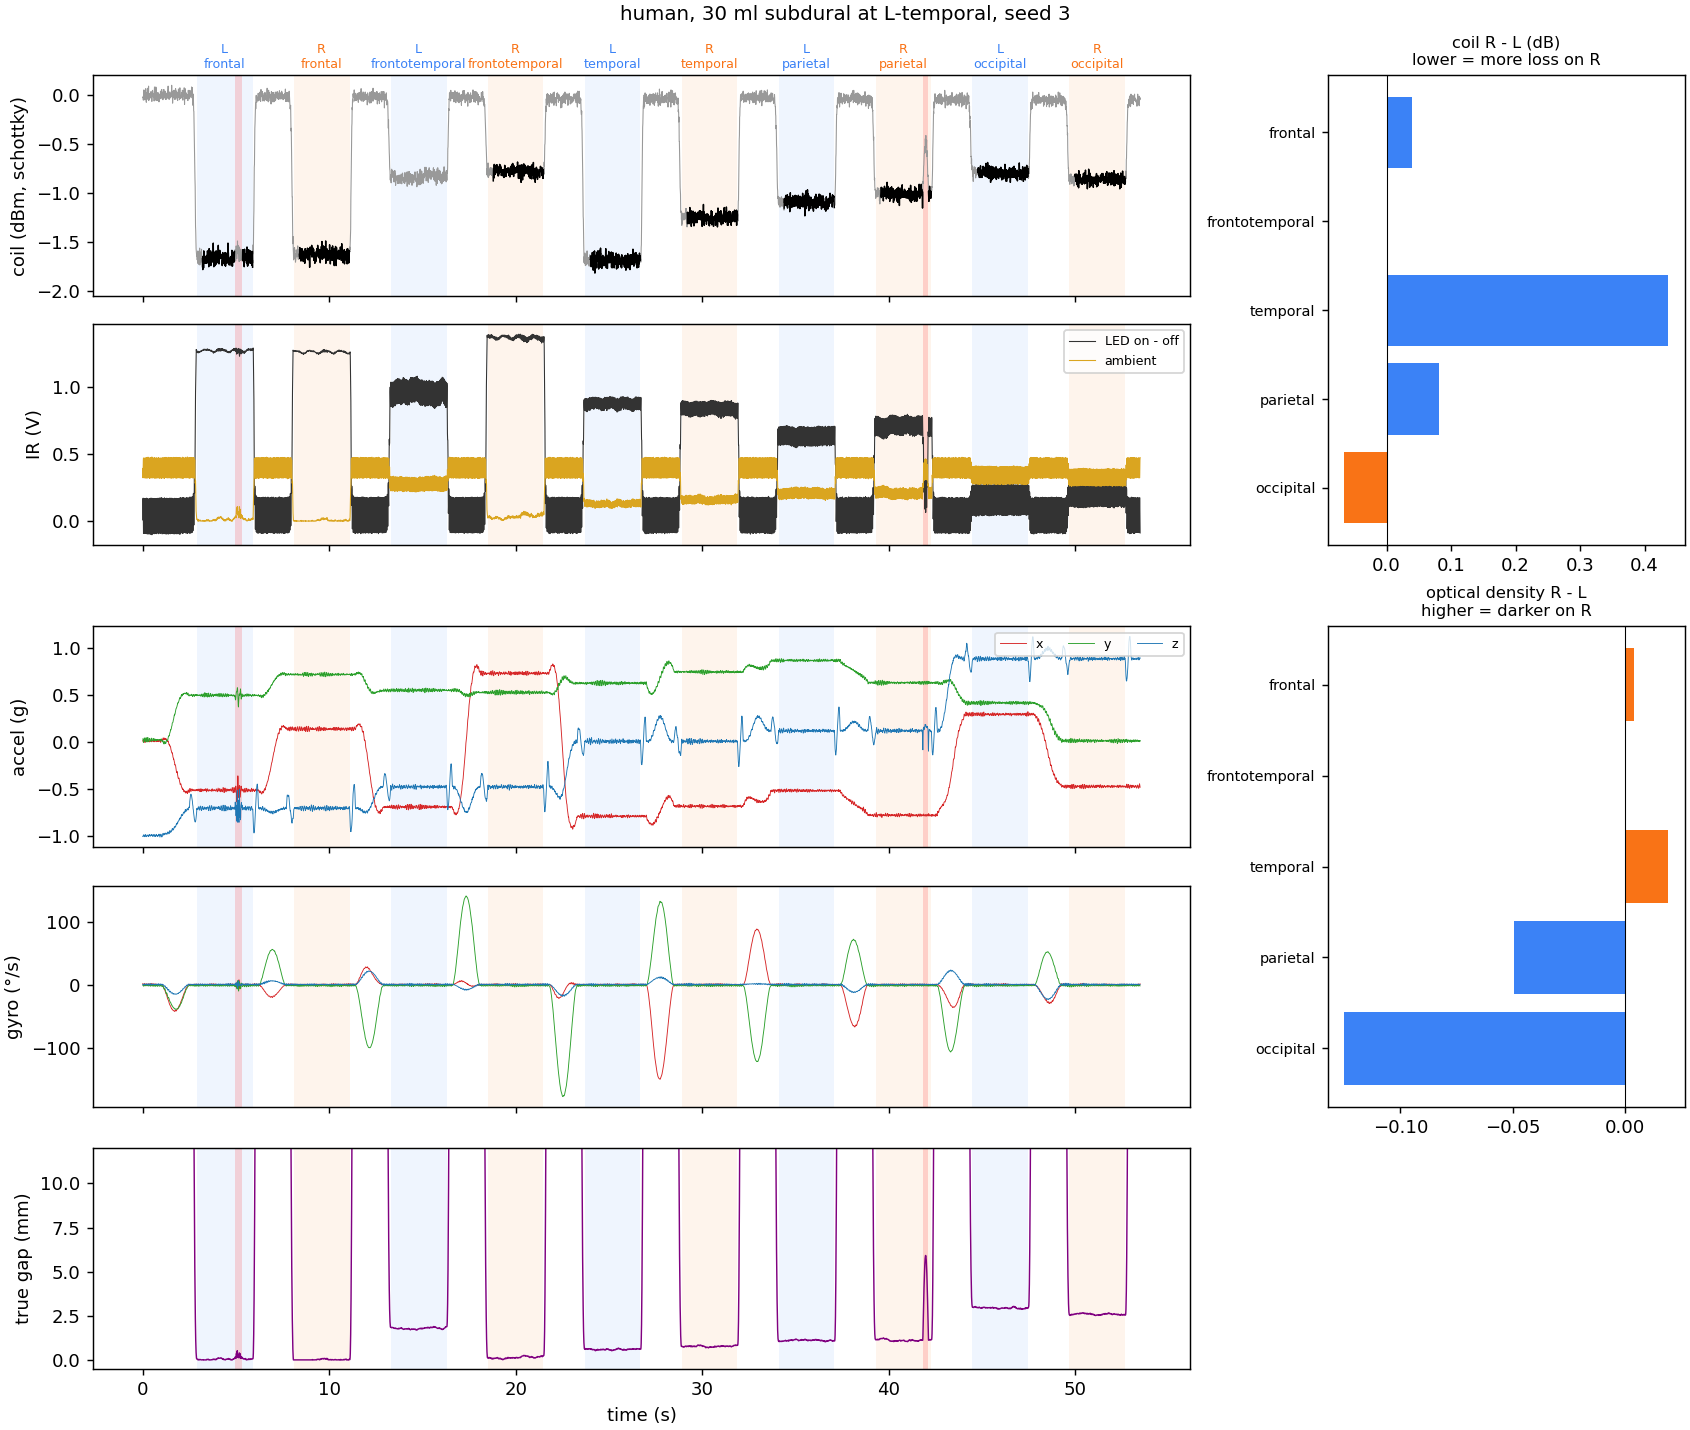 human, 30 ml subdural at L-temporal, seed 3
L R L R L R L R L R
frontal frontal frontotemporal frontotemporal temporal temporal parietal parietal occipital occipital
coil (dBm, schottky)
0.0
−0.5
−1.0
−1.5
−2.0
coil R - L (dB)
lower = more loss on R
frontal
frontotemporal
temporal
parietal
occipital
0.0 0.1 0.2 0.3 0.4
IR (V)
1.0
0.5
0.0
LED on - off
ambient
optical density R - L
higher = darker on R
frontal
frontotemporal
temporal
parietal
occipital
−0.10 −0.05 0.00
accel (g)
1.0
0.5
0.0
−0.5
−1.0
x y z
gyro (°/s)
100
0
−100
true gap (mm)
10.0
7.5
5.0
2.5
0.0
0 10 20 30 40 50
time (s)